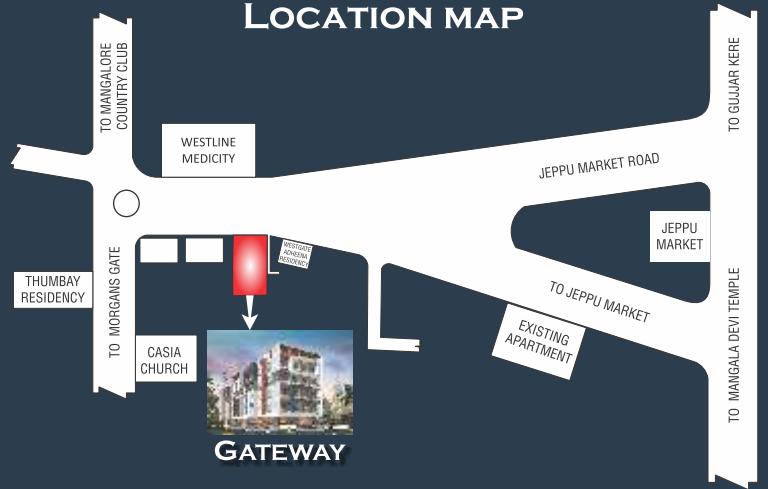 LOCATION MAP
TO MANGALORE
COUNTRY CLUB
TO GUJJAR KERE
WESTLINE
MEDICITY
JEPPU MARKET ROAD
JEPPU
MARKET
WESTGATE
ADHEENA
RESIDENCY
THUMBAY
RESIDENCY
TO MORGANS GATE
TO JEPPU MARKET
TO MANGALA DEVI TEMPLE
EXISTING
APARTMENT
CASIA
CHURCH
GATEWAY